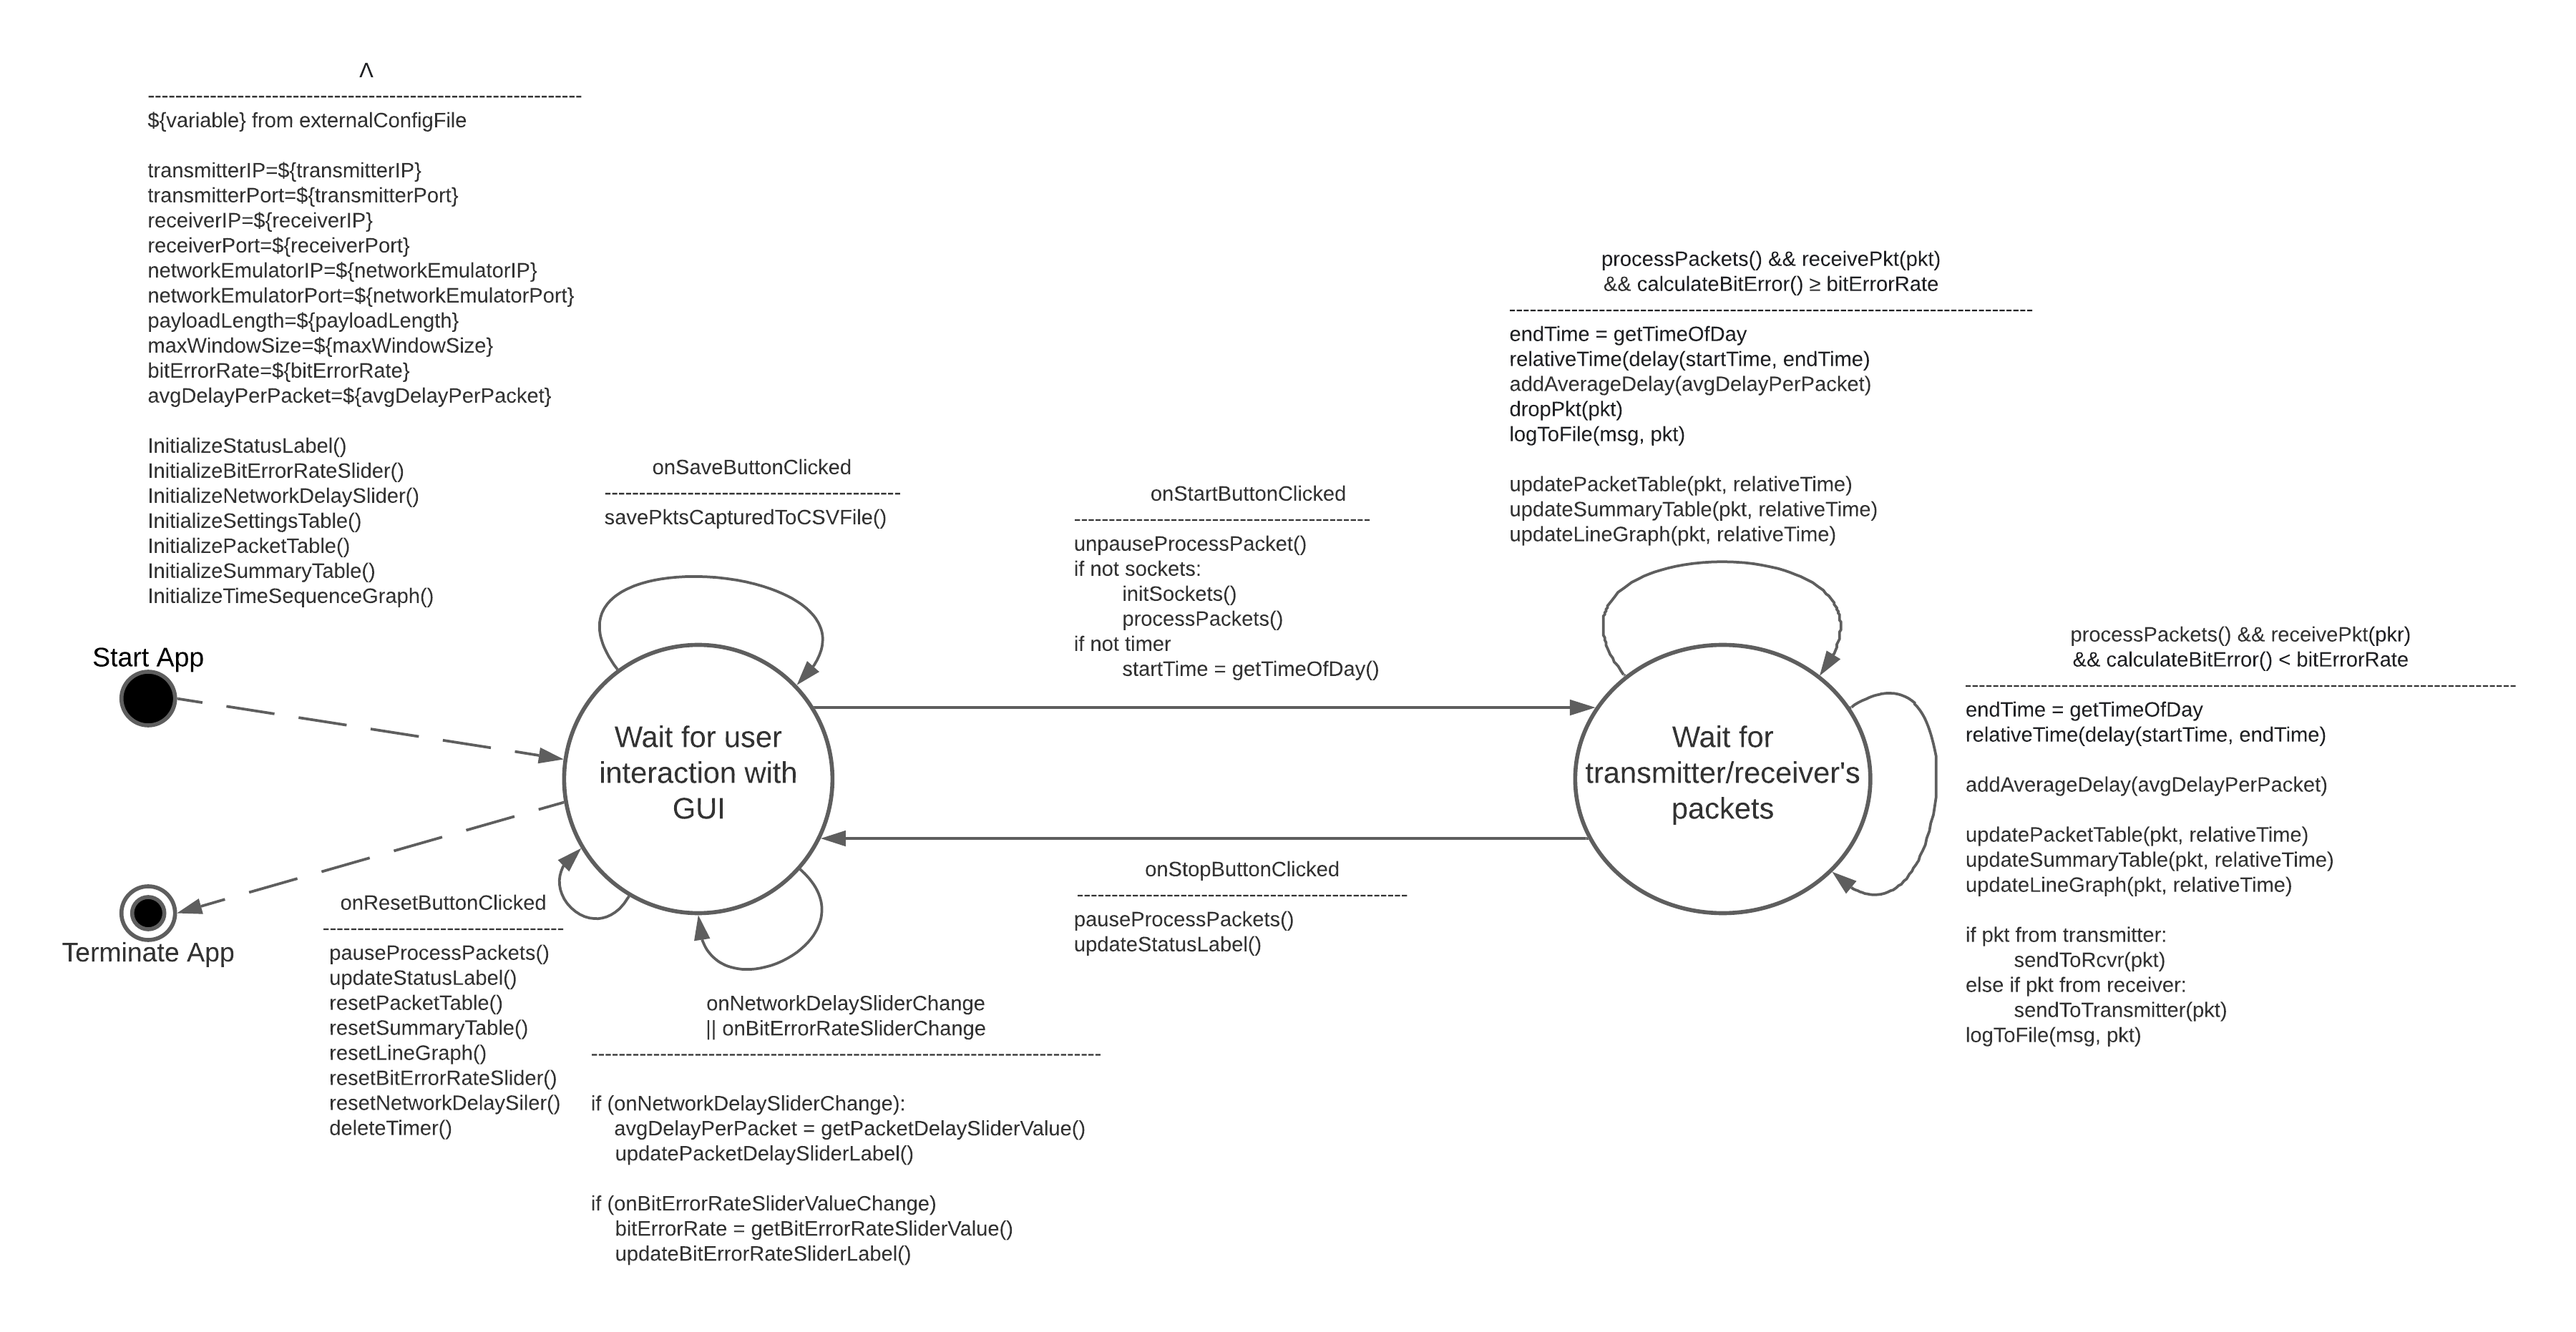 Λ
---------------------------------------------------------------
${variable} from externalConfigFile
transmitterIP=${transmitterIP}
transmitterPort=${transmitterPort}
receiverIP=${receiverIP}
receiverPort=${receiverPort}
networkEmulatorIP=${networkEmulatorIP}
networkEmulatorPort=${networkEmulatorPort}
payloadLength=${payloadLength}
maxWindowSize=${maxWindowSize}
bitErrorRate=${bitErrorRate}
avgDelayPerPacket=${avgDelayPerPacket}
InitializeStatusLabel()
InitializeBitErrorRateSlider()
InitializeNetworkDelaySlider()
InitializeSettingsTable()
InitializePacketTable()
InitializeSummaryTable()
InitializeTimeSequenceGraph()
Start App
Terminate App
onSaveButtonClicked
-------------------------------------------
savePktsCapturedToCSVFile()
Wait for user
interaction with
GUI
onResetButtonClicked
-----------------------------------
pauseProcessPackets()
updateStatusLabel()
resetPacketTable()
resetSummaryTable()
resetLineGraph()
resetBitErrorRateSlider()
resetNetworkDelaySiler()
deleteTimer()
onNetworkDelaySliderChange
|| onBitErrorRateSliderChange
--------------------------------------------------------------------------
if (onNetworkDelaySliderChange):
avgDelayPerPacket = getPacketDelaySliderValue()
updatePacketDelaySliderLabel()
if (onBitErrorRateSliderValueChange)
bitErrorRate = getBitErrorRateSliderValue()
updateBitErrorRateSliderLabel()
onStartButtonClicked
-------------------------------------------
unpauseProcessPacket()
if not sockets:
initSockets()
processPackets()
if not timer
startTime = getTimeOfDay()
onStopButtonClicked
------------------------------------------------
pauseProcessPackets()
updateStatusLabel()
processPackets() && receivePkt(pkt)
&& calculateBitError() ≥ bitErrorRate
----------------------------------------------------------------------------
endTime = getTimeOfDay
relativeTime(delay(startTime, endTime)
addAverageDelay(avgDelayPerPacket)
dropPkt(pkt)
logToFile(msg, pkt)
updatePacketTable(pkt, relativeTime)
updateSummaryTable(pkt, relativeTime)
updateLineGraph(pkt, relativeTime)
Wait for
transmitter/receiver's
packets
processPackets() && receivePkt(pkr)
&& calculateBitError() < bitErrorRate
--------------------------------------------------------------------------------
endTime = getTimeOfDay
relativeTime(delay(startTime, endTime)
addAverageDelay(avgDelayPerPacket)
updatePacketTable(pkt, relativeTime)
updateSummaryTable(pkt, relativeTime)
updateLineGraph(pkt, relativeTime)
if pkt from transmitter:
sendToRcvr(pkt)
else if pkt from receiver:
sendToTransmitter(pkt)
logToFile(msg, pkt)